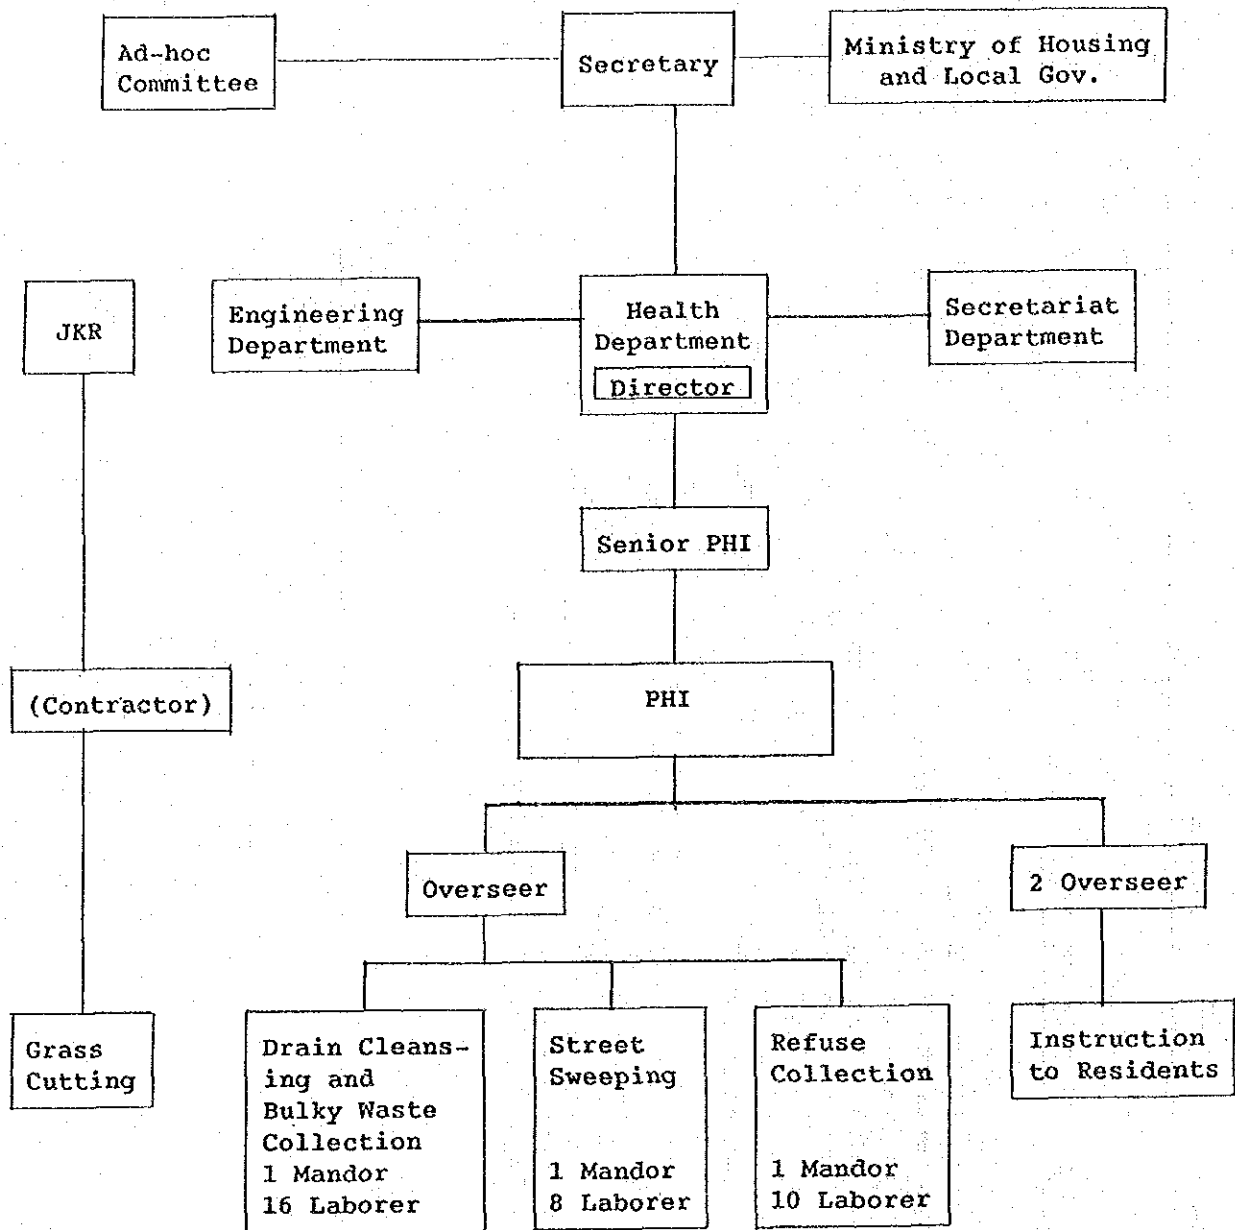 Ad-hoc
Committee
Secretary
Ministry of Housing
and Local Gov.
JKR
Engineering
Department
Health
Department
Director
Secretariat
Department
Senior PHI
(Contractor)
PHI
Overseer
2 Overseer
Grass
Cutting
Drain Cleans-
ing and
Bulky Waste
Collection
1 Mandor
16 Laborer
Street
Sweeping
1 Mandor
8 Laborer
Refuse
Collection
1 Mandor
10 Laborer
Instruction
to Residents